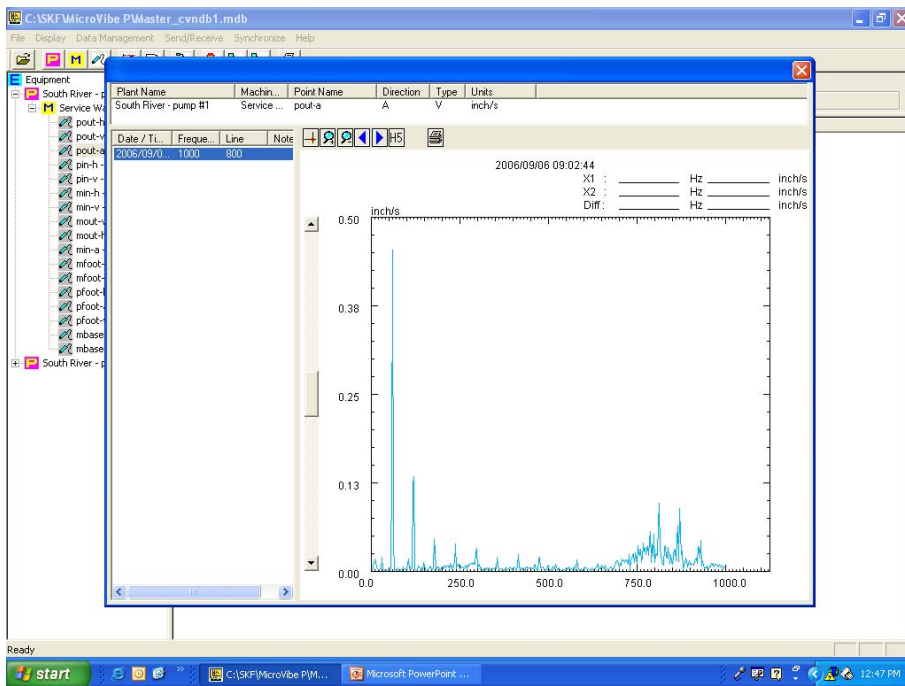 C:\SKF\MicroVibe P\Master_cvndb1.mdb
File Display Data Management Send/Receive Synchronize Help
Equipment
South River - p
Service Wa
pout-h
pout-v
pout-a
pin-h -
pin-v -
min-h -
min-v -
mout-v
mout-h
min-a -
mfoot-
mfoot-
pfoot-
pfoot-
pfoot-
mbase
mbase
South River - p
Plant Name Machin... Point Name Direction Type Units
South River - pump #1 Service ... pout-a A V inch/s
Date / Ti... Freque... Line Note
2006/09/0... 1000 800
H5
2006/09/06 09:02:44
X1 : Hz inch/s
X2 : Hz inch/s
Diff : Hz inch/s
inch/s
0.50
0.38
0.25
0.13
0.00
0.0 250.0 500.0 750.0 1000.0
Ready
start C:\SKF\MicroVibe P\M... Microsoft PowerPoint ... 12:47 PM